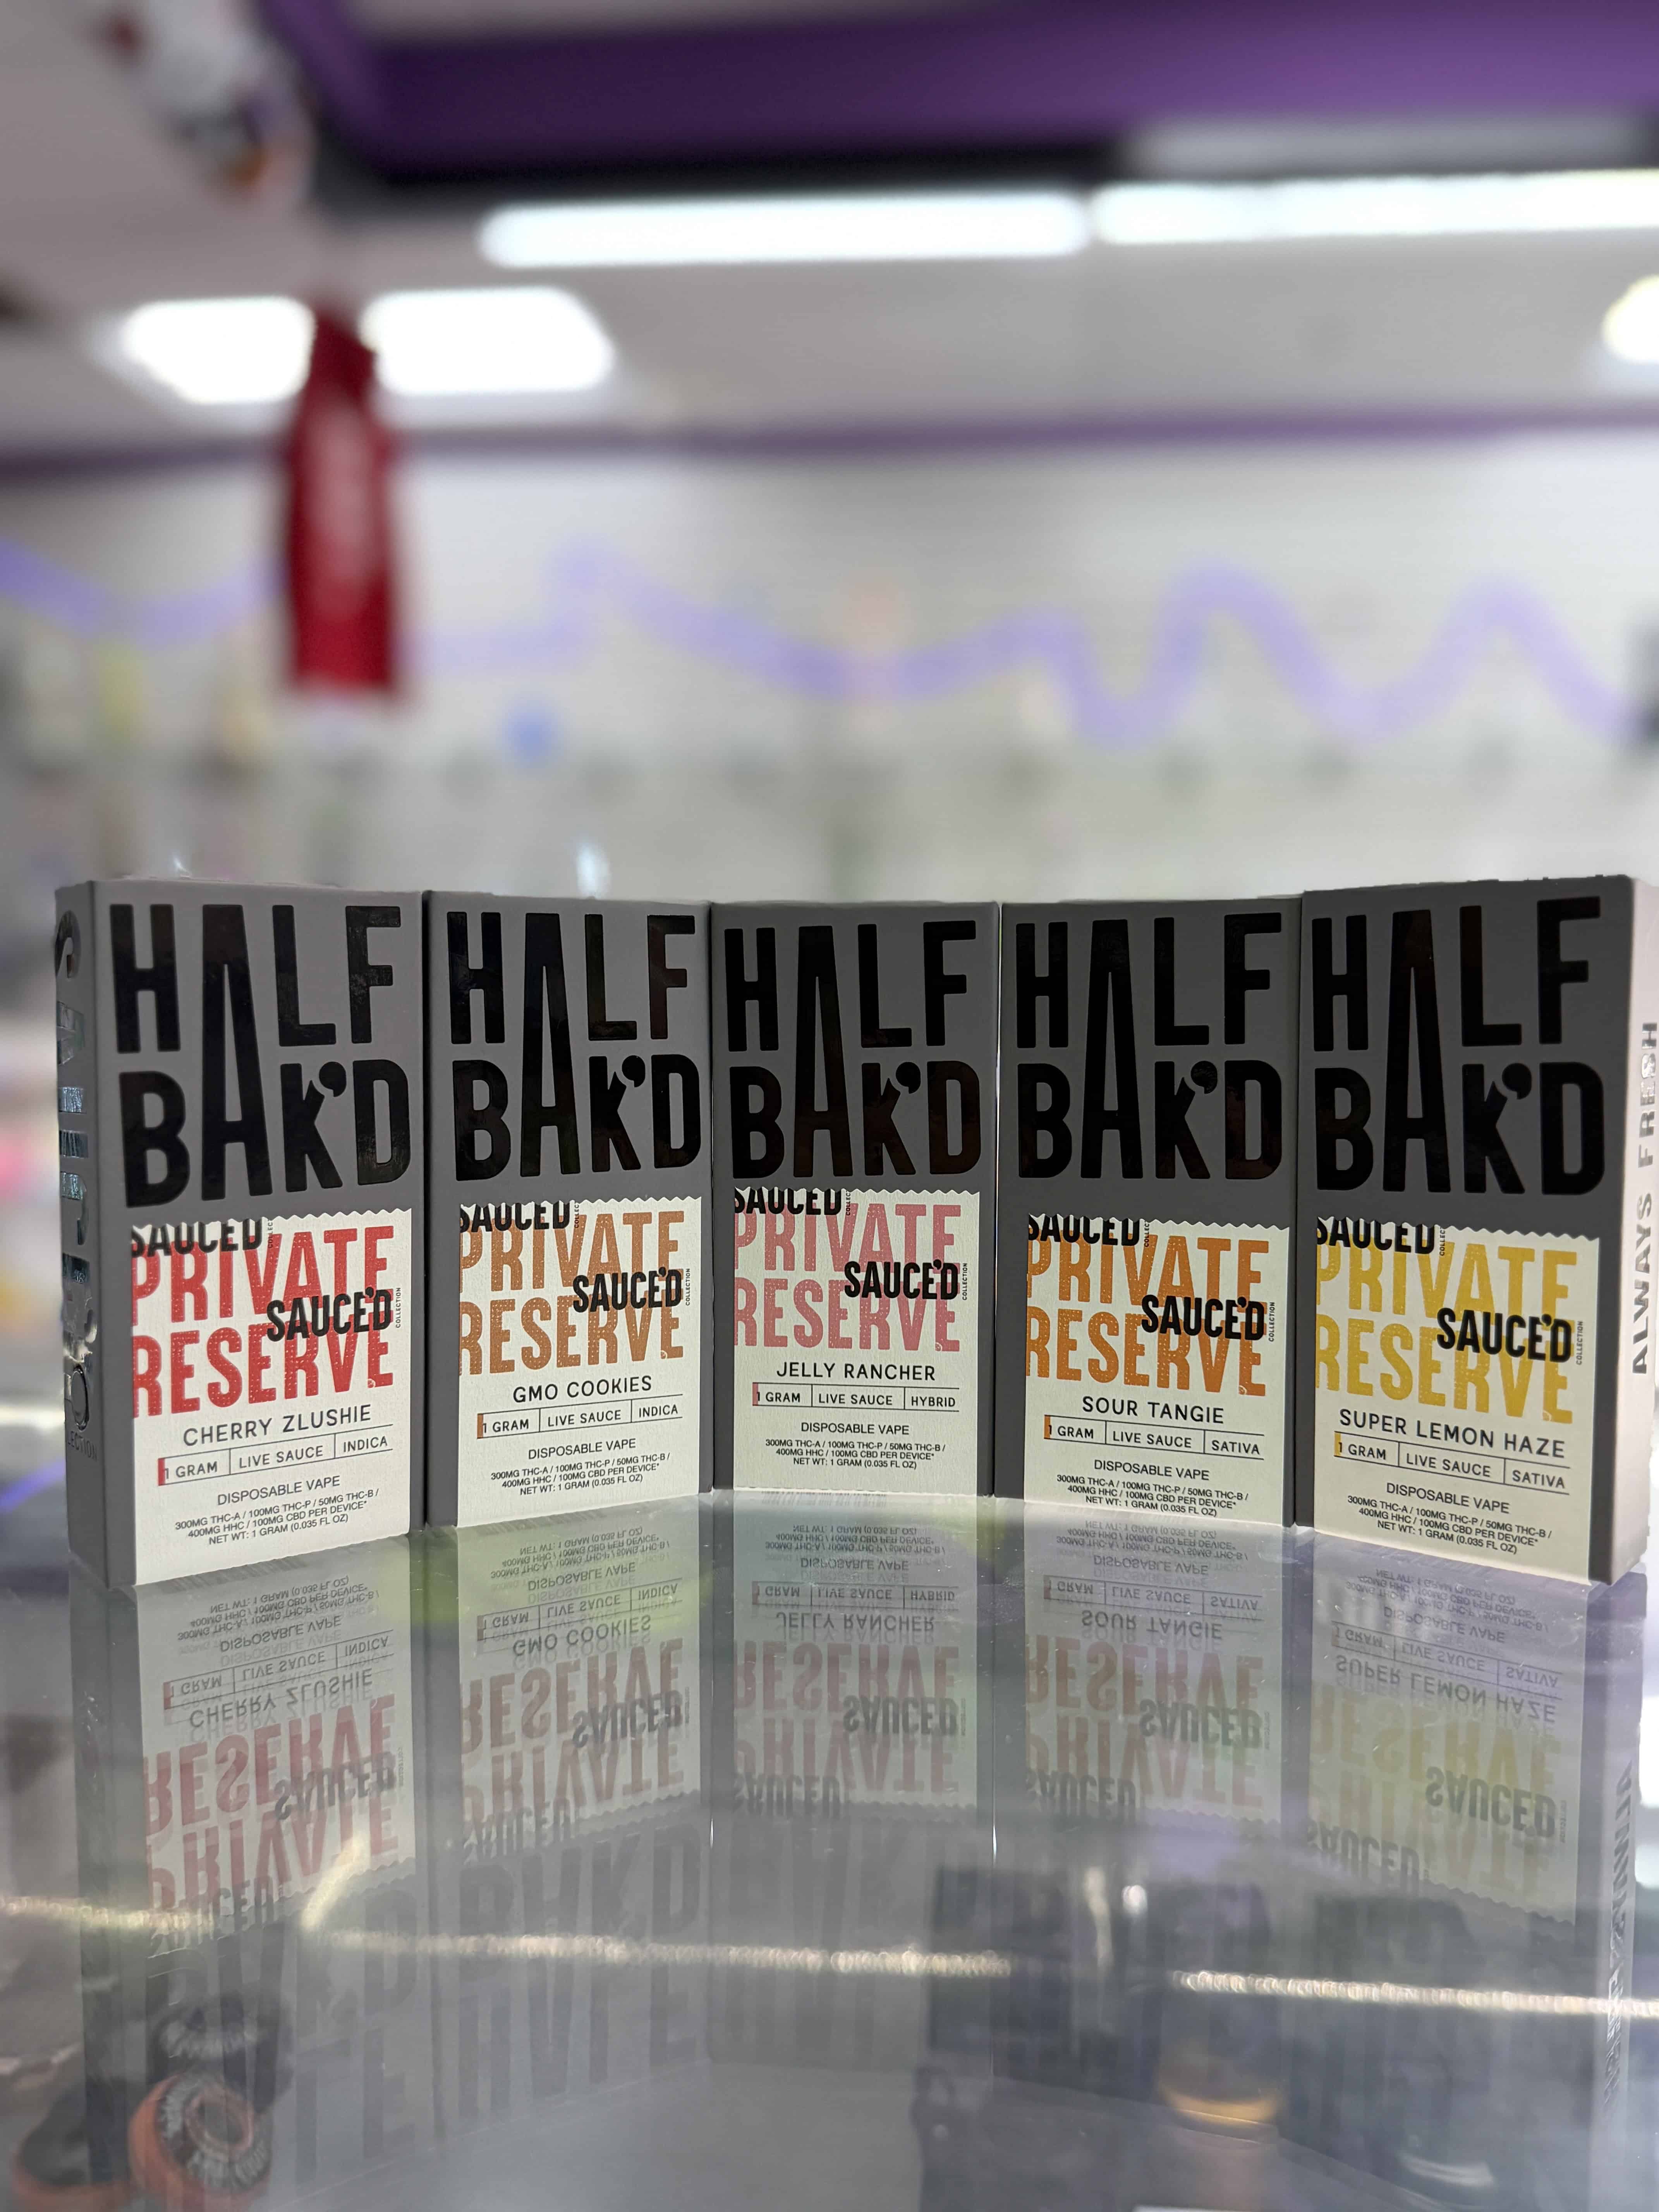 HALF
BAK'D
SAUCED
PRIVATE
RESERVE
SAUCE'D
COLLECTION
CHERRY ZLUSHIE
1 GRAM LIVE SAUCE INDICA
DISPOSABLE VAPE
300MG THC-A / 100MG THC-P / 50MG THC-B /
400MG HHC / 100MG CBD PER DEVICE*
NET WT: 1 GRAM (0.035 FL OZ)
HALF
BAK'D
SAUCED
PRIVATE
RESERVE
SAUCE'D
COLLECTION
GMO COOKIES
1 GRAM LIVE SAUCE INDICA
DISPOSABLE VAPE
300MG THC-A / 100MG THC-P / 50MG THC-B /
400MG HHC / 100MG CBD PER DEVICE*
NET WT: 1 GRAM (0.035 FL OZ)
HALF
BAK'D
SAUCED
PRIVATE
RESERVE
SAUCE'D
COLLECTION
JELLY RANCHER
1 GRAM LIVE SAUCE HYBRID
DISPOSABLE VAPE
300MG THC-A / 100MG THC-P / 50MG THC-B /
400MG HHC / 100MG CBD PER DEVICE*
NET WT: 1 GRAM (0.035 FL OZ)
HALF
BAK'D
SAUCED
PRIVATE
RESERVE
SAUCE'D
COLLECTION
SOUR TANGIE
1 GRAM LIVE SAUCE SATIVA
DISPOSABLE VAPE
300MG THC-A / 100MG THC-P / 50MG THC-B /
400MG HHC / 100MG CBD PER DEVICE*
NET WT: 1 GRAM (0.035 FL OZ)
HALF
BAK'D
SAUCED
PRIVATE
RESERVE
SAUCE'D
COLLECTION
SUPER LEMON HAZE
1 GRAM LIVE SAUCE SATIVA
DISPOSABLE VAPE
300MG THC-A / 100MG THC-P / 50MG THC-B /
400MG HHC / 100MG CBD PER DEVICE*
NET WT: 1 GRAM (0.035 FL OZ)
ALWAYS FRESH